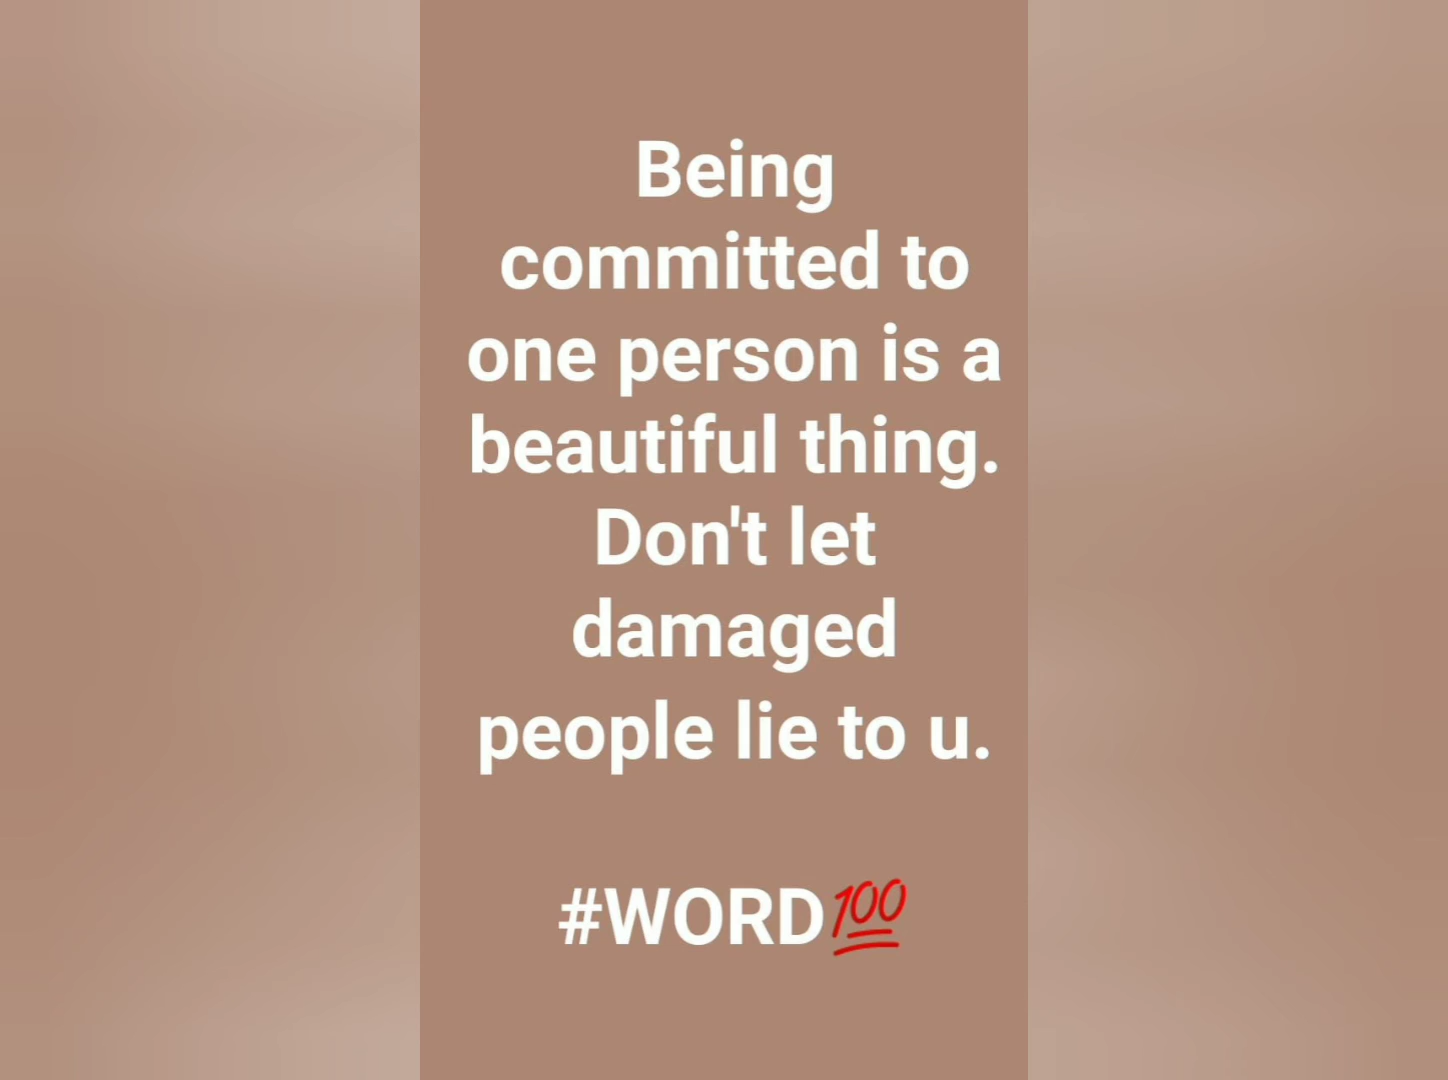 Being
committed to
one person is a
beautiful thing.
Don't let
damaged
people lie to u.
#WORD💯